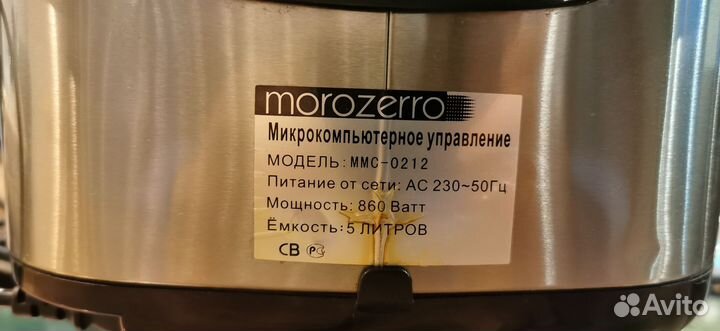 morozerro
Микрокомпьютерное управление
МОДЕЛЬ: MMC-0212
Питание от сети: AC 230~50Гц
Мощность: 860 Ватт
Ёмкость: 5 ЛИТРОВ
CB РС
Avito